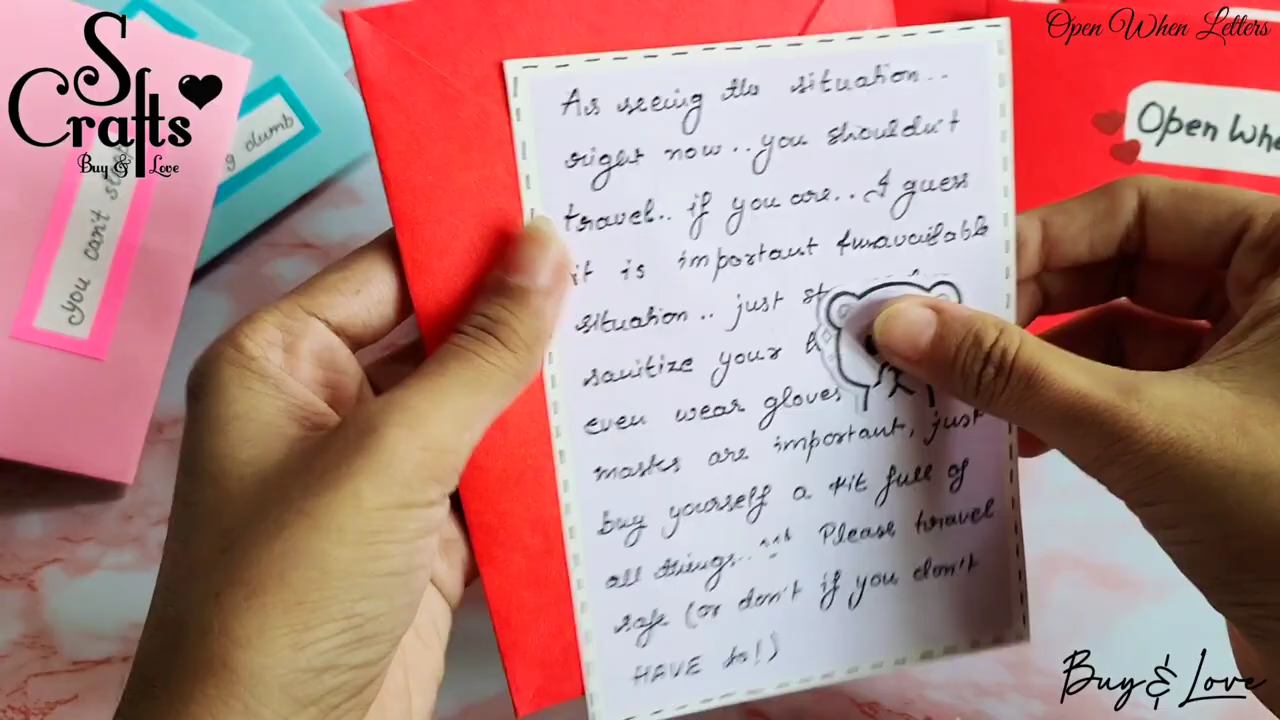 S
Crafts
Buy & Love
Open When Letters
you can't
g dumb
Open Whe
As seeing the situation..
right now.. you shouldn't
travel.. if you are.. I guess
it is important &unavailable
situation.. just st
sanitize your h
even wear gloves
masks are important, just
buy yourself a kit full of
all things.. ^^ Please travel
safe (or don't if you don't
HAVE to!)
Buy & Love